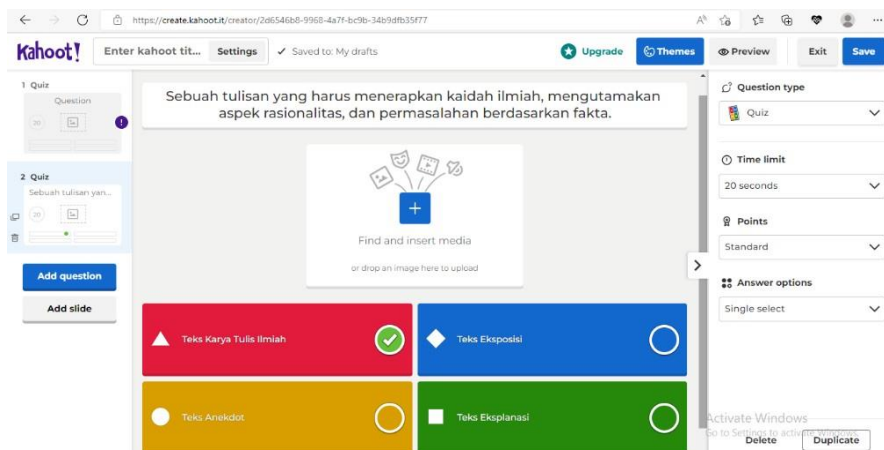 https://create.kahoot.it/creator/2d6546b8-9968-4a7f-bc9b-34b9dfb35f77
Kahoot!
Enter kahoot tit...
Settings
Saved to: My drafts
Upgrade
Themes
Preview
Exit
Save
1 Quiz
Question
20
2 Quiz
Sebuah tulisan yan...
20
Add question
Add slide
Sebuah tulisan yang harus menerapkan kaidah ilmiah, mengutamakan
aspek rasionalitas, dan permasalahan berdasarkan fakta.
Find and insert media
or drop an image here to upload
Teks Karya Tulis Ilmiah
Teks Eksposisi
Teks Anekdot
Teks Eksplanasi
Question type
Quiz
Time limit
20 seconds
Points
Standard
Answer options
Single select
Activate Windows
Go to Settings to activate Windows.
Delete
Duplicate